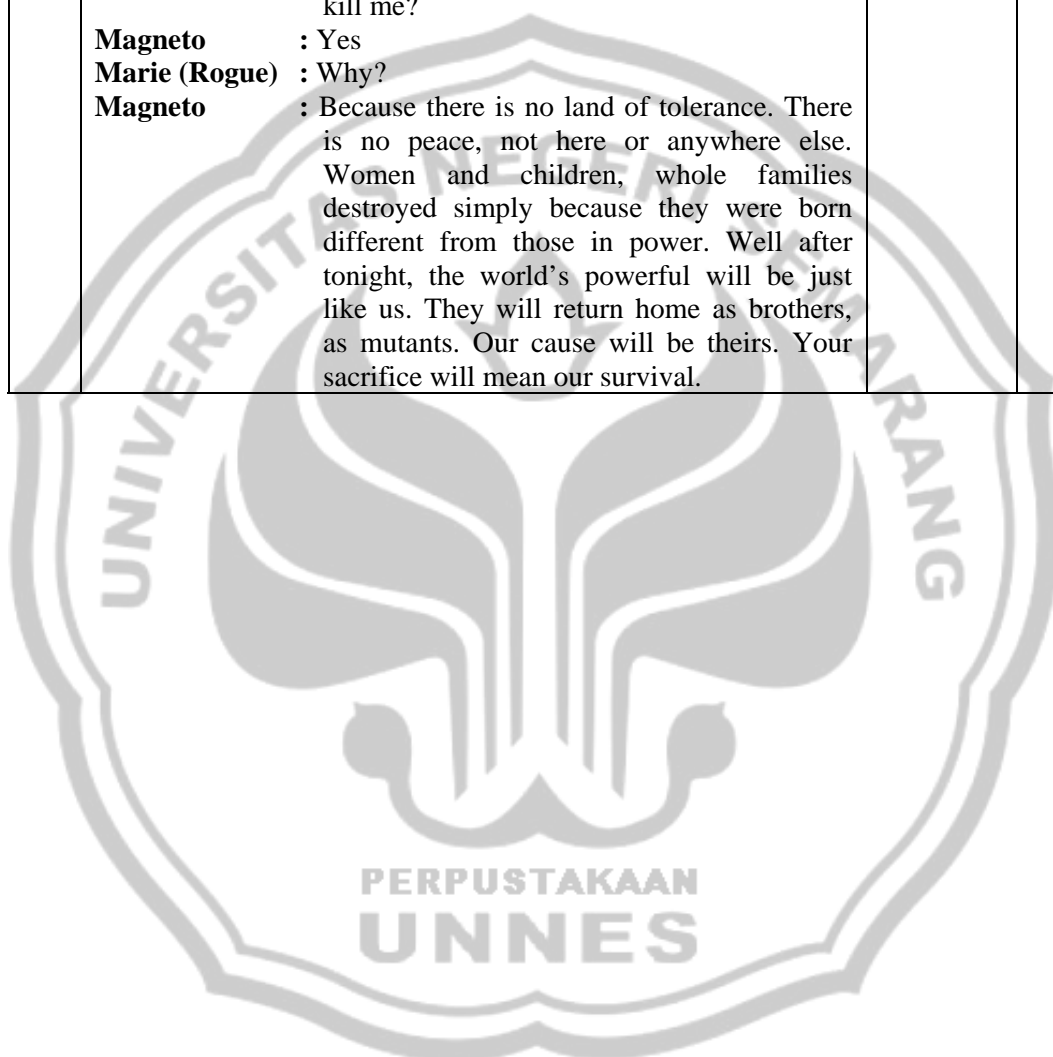 kill me?
Magneto : Yes
Marie (Rogue) : Why?
Magneto : Because there is no land of tolerance. There
is no peace, not here or anywhere else.
Women and children, whole families
destroyed simply because they were born
different from those in power. Well after
tonight, the world’s powerful will be just
like us. They will return home as brothers,
as mutants. Our cause will be theirs. Your
sacrifice will mean our survival.
UNIVERSITAS NEGERI SEMARANG
PERPUSTAKAAN
UNNES